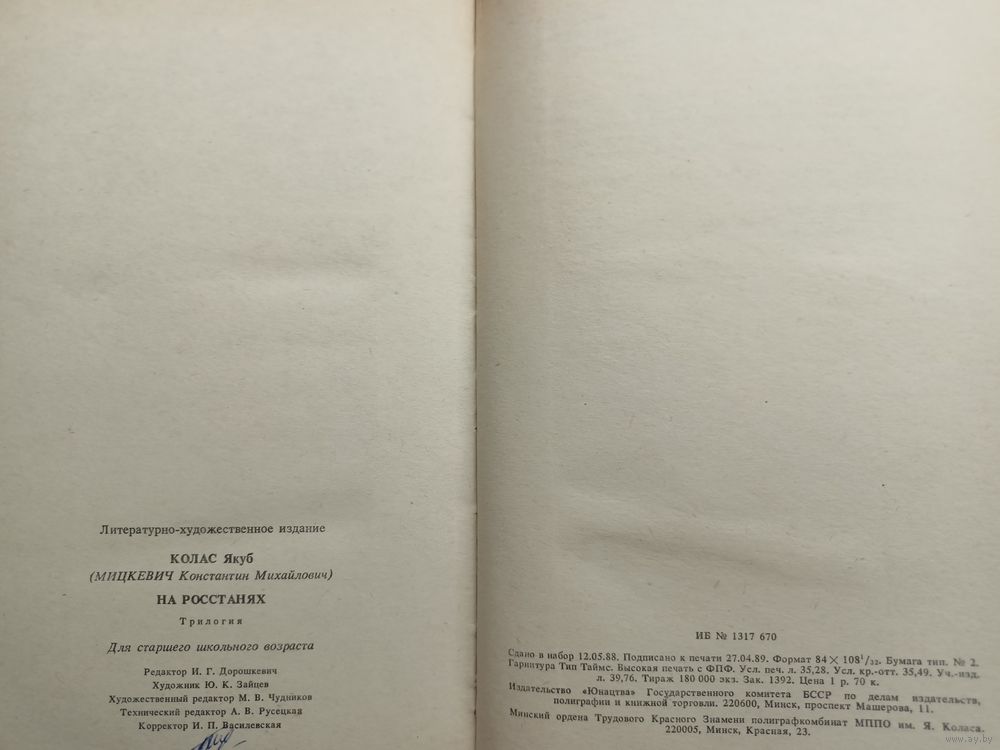 Литературно-художественное издание
КОЛАС Якуб
(МИЦКЕВИЧ Константин Михайлович)
НА РОССТАНЯХ
Трилогия
Для старшего школьного возраста
Редактор И. Г. Дорошкевич
Художник Ю. К. Зайцев
Художественный редактор М. В. Чудников
Технический редактор А. В. Русецкая
Корректор И. П. Василевская
ИБ № 1317 670
Сдано в набор 12.05.88. Подписано к печати 27.04.89. Формат 84 × 108¹/₃₂. Бумага тип. № 2.
Гарнитура Тип Таймс. Высокая печать с ФПФ. Усл. печ. л. 35,28. Усл. кр.-отт. 35,49. Уч.-изд.
л. 39,76. Тираж 180 000 экз. Зак. 1392. Цена 1 р. 70 к.
Издательство «Юнацтва» Государственного комитета БССР по делам издательств,
полиграфии и книжной торговли. 220600, Минск, проспект Машерова, 11.
Минский ордена Трудового Красного Знамени полиграфкомбинат МППО им. Я. Коласа.
220005, Минск, Красная, 23.
www.ay.by